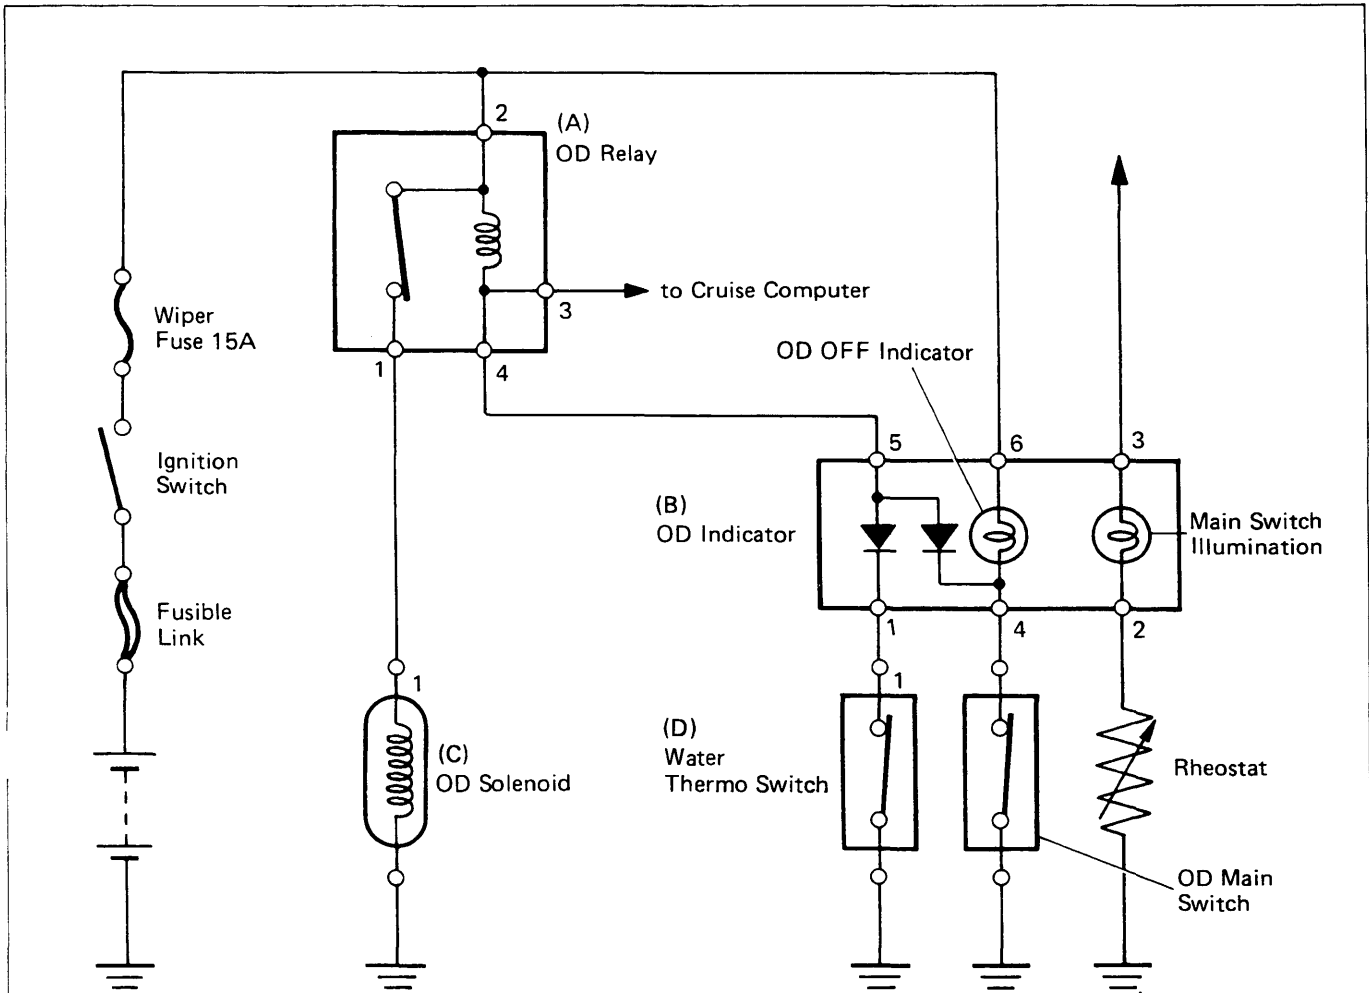 2
(A)
OD Relay
to Cruise Computer
3
Wiper
Fuse 15A
1
4
OD OFF Indicator
5
6
3
Ignition
Switch
(B)
OD Indicator
Main Switch
Illumination
Fusible
Link
1
4
2
1
1
(C)
OD Solenoid
(D)
Water
Thermo Switch
Rheostat
OD Main
Switch